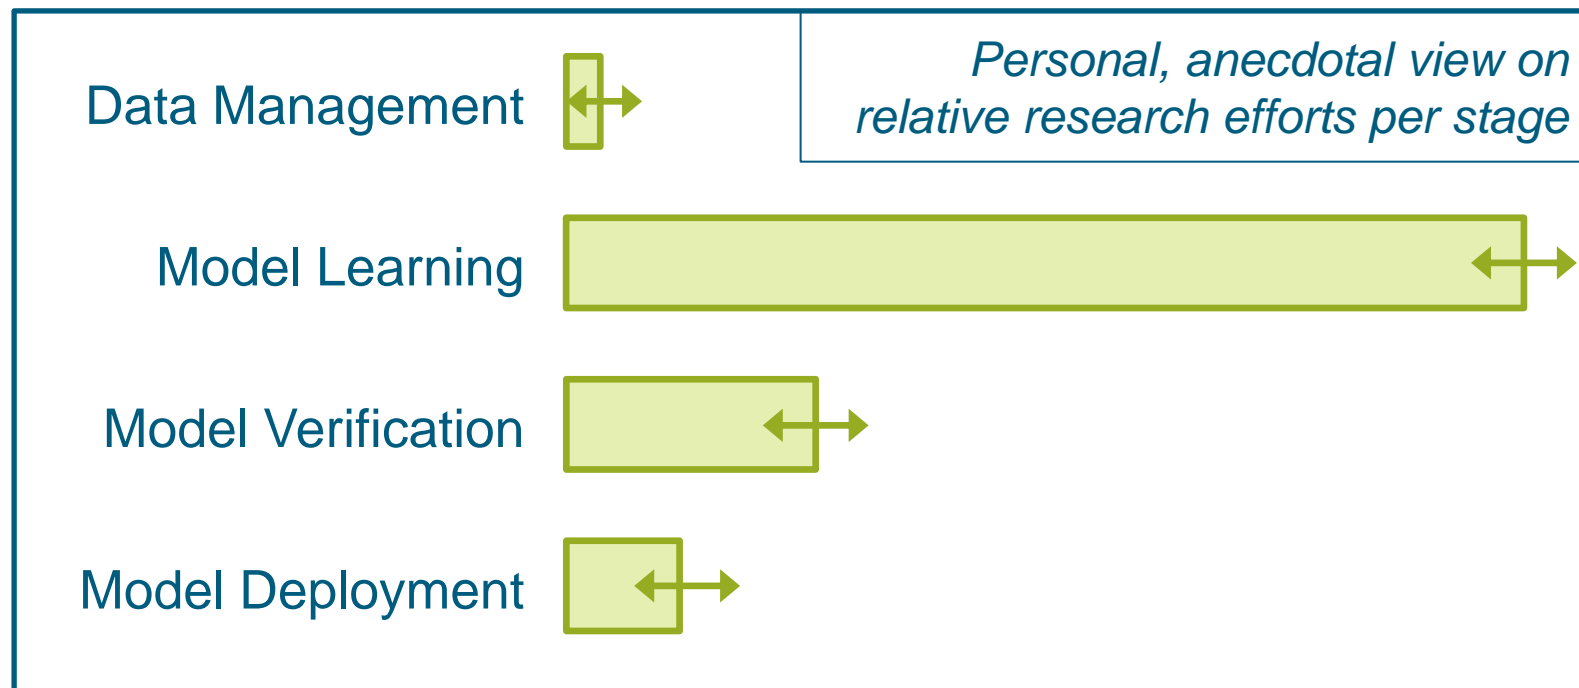 Personal, anecdotal view on
relative research efforts per stage
Data Management
Model Learning
Model Verification
Model Deployment